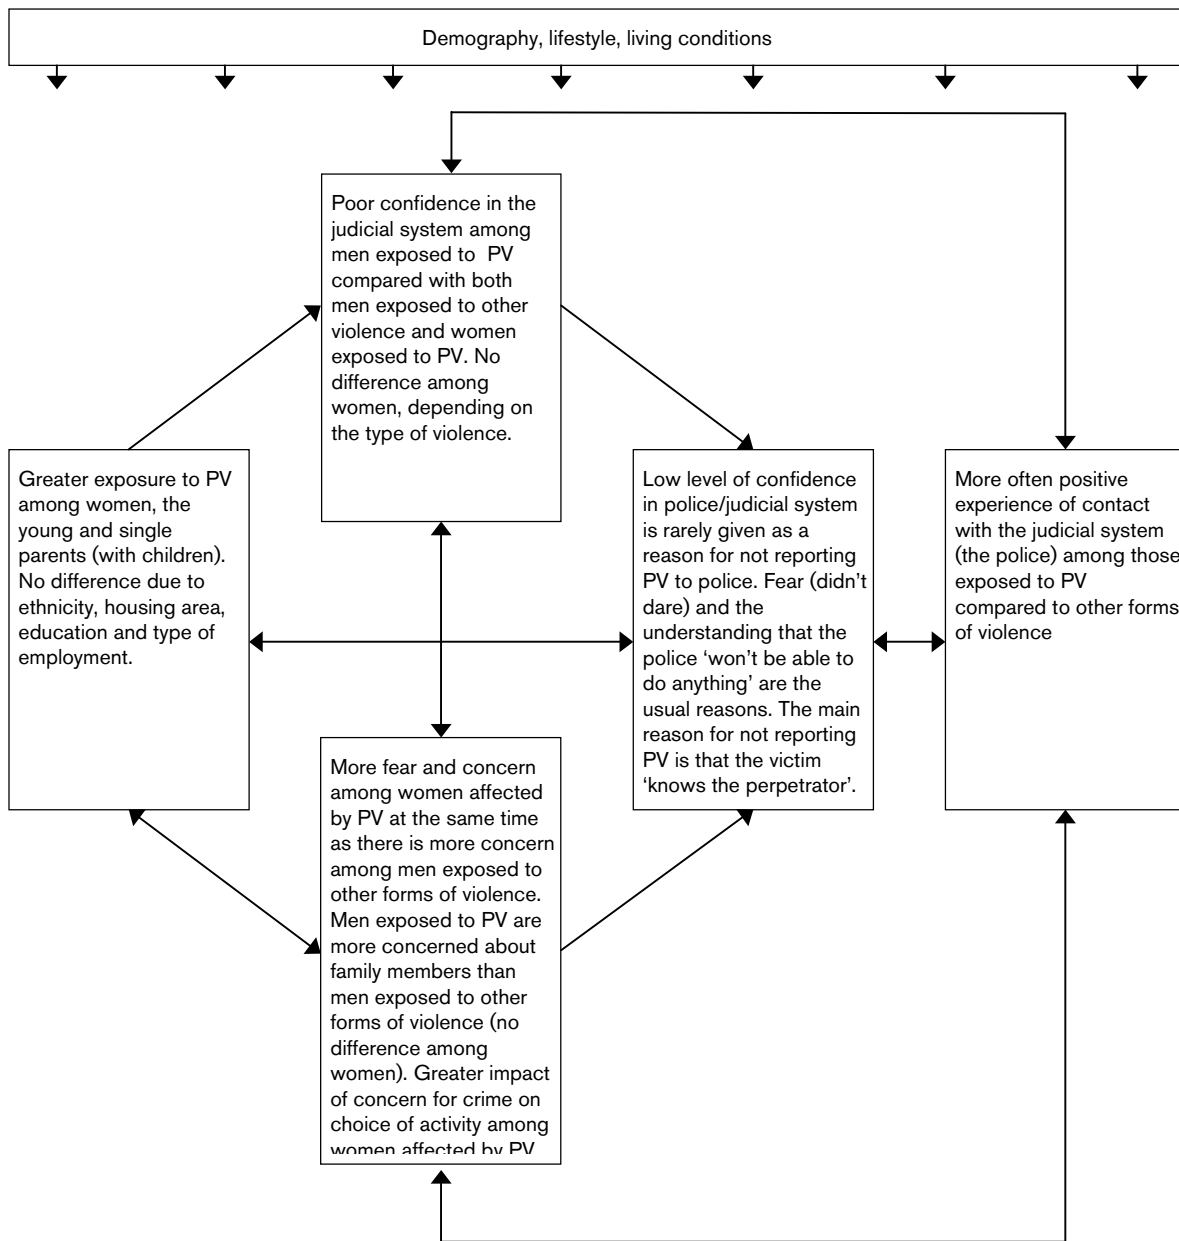 Demography, lifestyle, living conditions
Poor confidence in the
judicial system among
men exposed to  PV
compared with both
men exposed to other
violence and women
exposed to PV. No
difference among
women, depending on
the type of violence.
Greater exposure to PV
among women, the
young and single
parents (with children).
No difference due to
ethnicity, housing area,
education and type of
employment.
Low level of confidence
in police/judicial system
is rarely given as a
reason for not reporting
PV to police. Fear (didn’t
dare) and the
understanding that the
police ‘won’t be able to
do anything’ are the
usual reasons. The main
reason for not reporting
PV is that the victim
‘knows the perpetrator’.
More often positive
experience of contact
with the judicial system
(the police) among those
exposed to PV
compared to other forms
of violence
More fear and concern
among women affected
by PV at the same time
as there is more concern
among men exposed to
other forms of violence.
Men exposed to PV are
more concerned about
family members than
men exposed to other
forms of violence (no
difference among
women). Greater impact
of concern for crime on
choice of activity among
women affected by PV